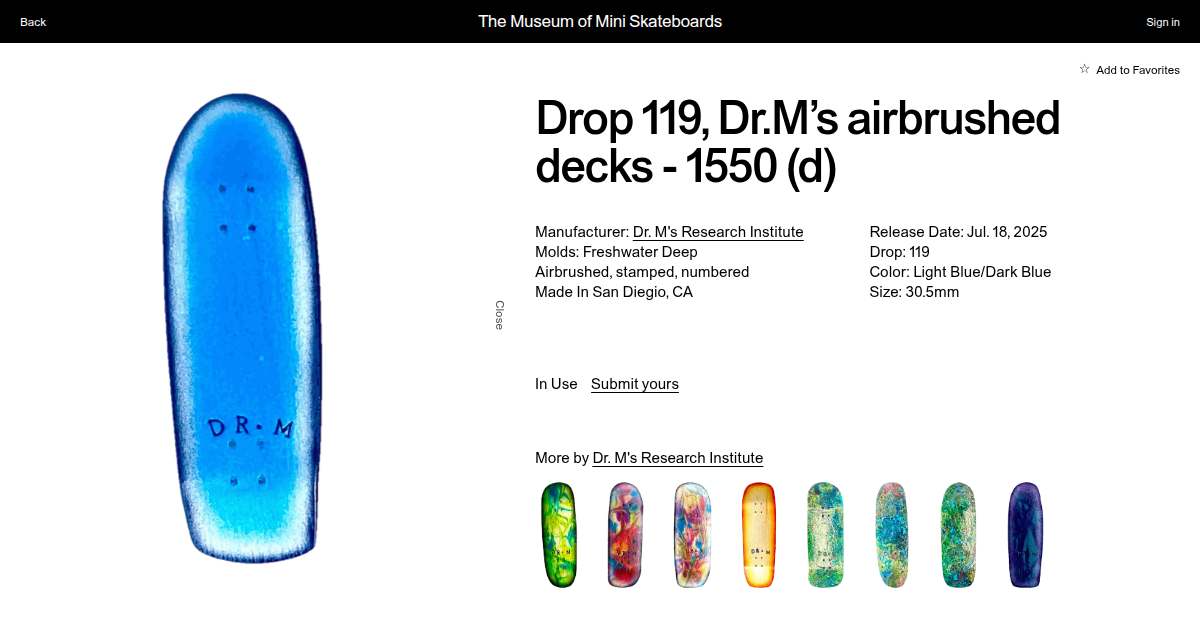 Back
The Museum of Mini Skateboards
Sign in
☆ Add to Favorites
Drop 119, Dr.M’s airbrushed
decks - 1550 (d)
Manufacturer: Dr. M's Research Institute
Molds: Freshwater Deep
Airbrushed, stamped, numbered
Made In San Diegio, CA
Release Date: Jul. 18, 2025
Drop: 119
Color: Light Blue/Dark Blue
Size: 30.5mm
Close
DR·M
In Use Submit yours
More by Dr. M's Research Institute
DR·M